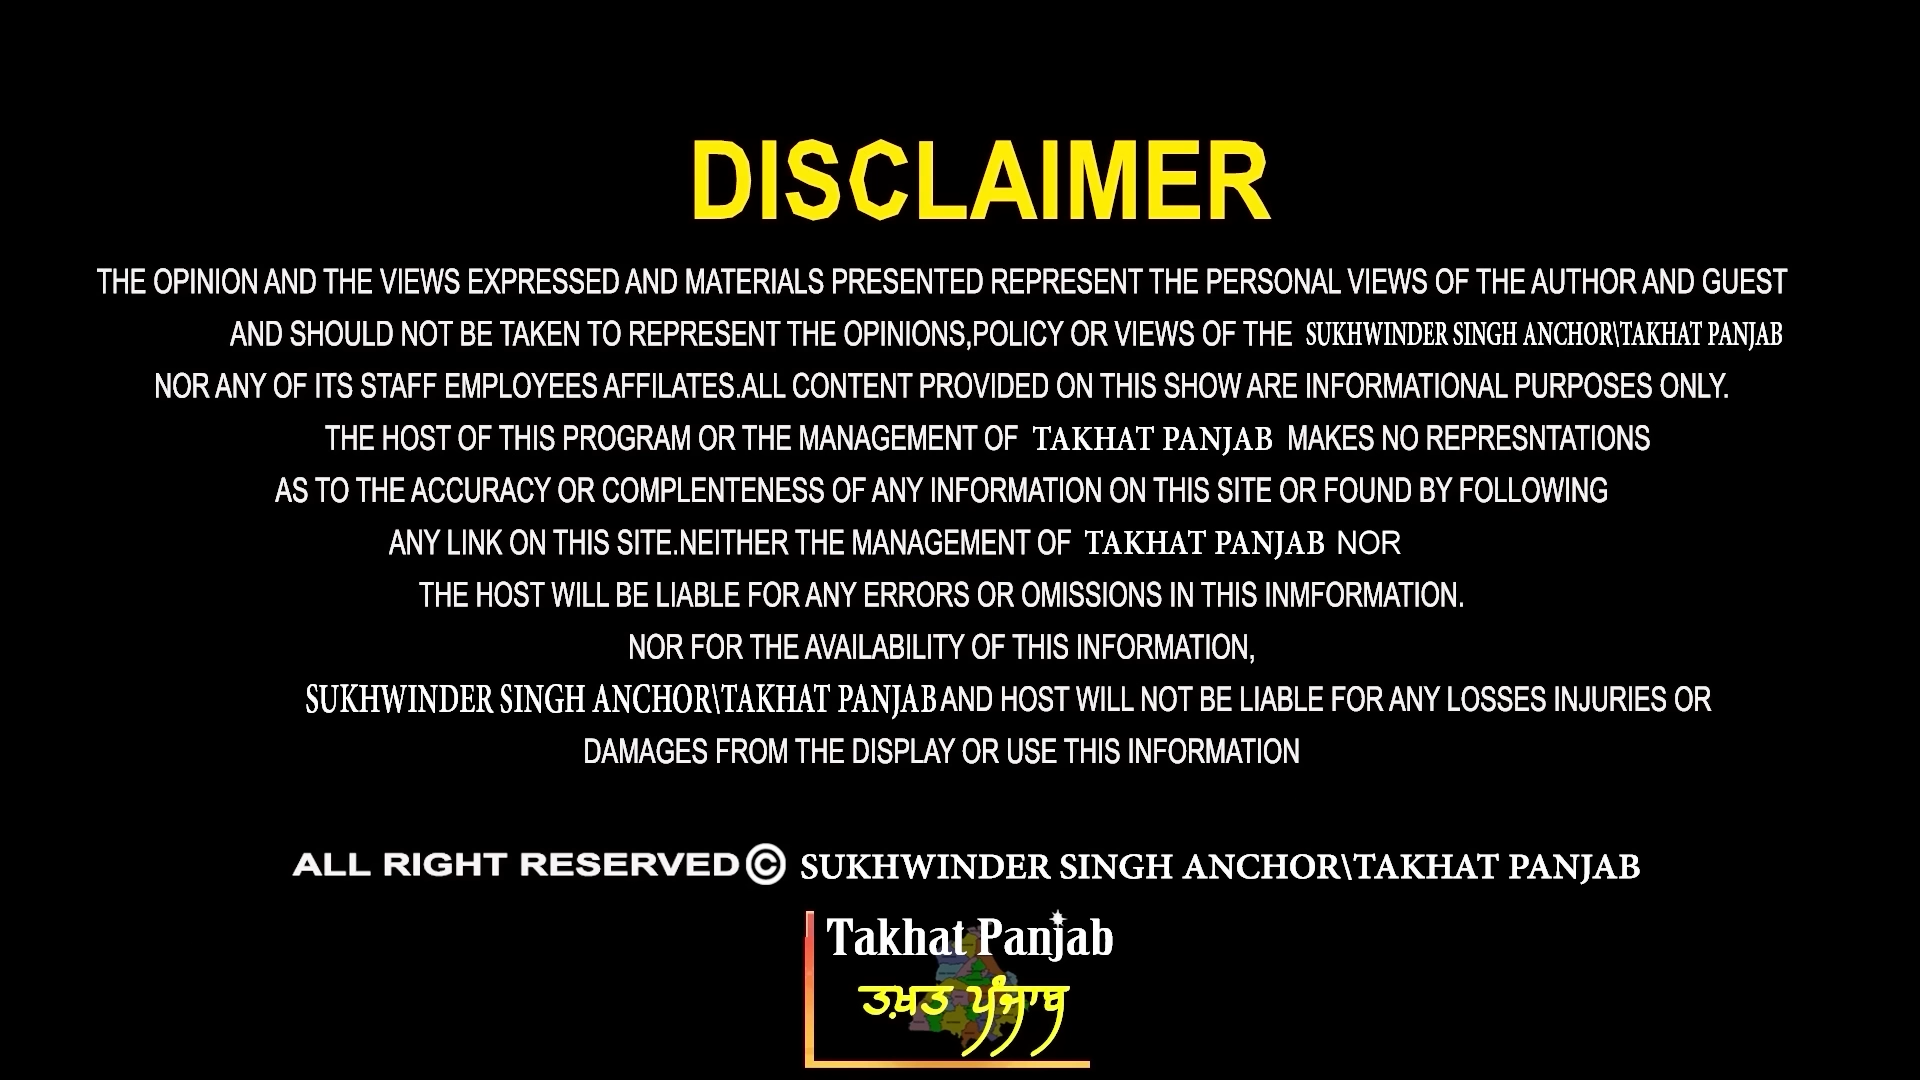 DISCLAIMER
THE OPINION AND THE VIEWS EXPRESSED AND MATERIALS PRESENTED REPRESENT THE PERSONAL VIEWS OF THE AUTHOR AND GUEST
AND SHOULD NOT BE TAKEN TO REPRESENT THE OPINIONS,POLICY OR VIEWS OF THE SUKHWINDER SINGH ANCHOR\TAKHAT PANJAB
NOR ANY OF ITS STAFF EMPLOYEES AFFILATES.ALL CONTENT PROVIDED ON THIS SHOW ARE INFORMATIONAL PURPOSES ONLY.
THE HOST OF THIS PROGRAM OR THE MANAGEMENT OF TAKHAT PANJAB MAKES NO REPRESNTATIONS
AS TO THE ACCURACY OR COMPLENTENESS OF ANY INFORMATION ON THIS SITE OR FOUND BY FOLLOWING
ANY LINK ON THIS SITE.NEITHER THE MANAGEMENT OF TAKHAT PANJAB NOR
THE HOST WILL BE LIABLE FOR ANY ERRORS OR OMISSIONS IN THIS INMFORMATION.
NOR FOR THE AVAILABILITY OF THIS INFORMATION,
SUKHWINDER SINGH ANCHOR\TAKHAT PANJAB AND HOST WILL NOT BE LIABLE FOR ANY LOSSES INJURIES OR
DAMAGES FROM THE DISPLAY OR USE THIS INFORMATION
ALL RIGHT RESERVED © SUKHWINDER SINGH ANCHOR\TAKHAT PANJAB
Takhat Panjab
ਤਖ਼ਤ ਪੰਜਾਬ